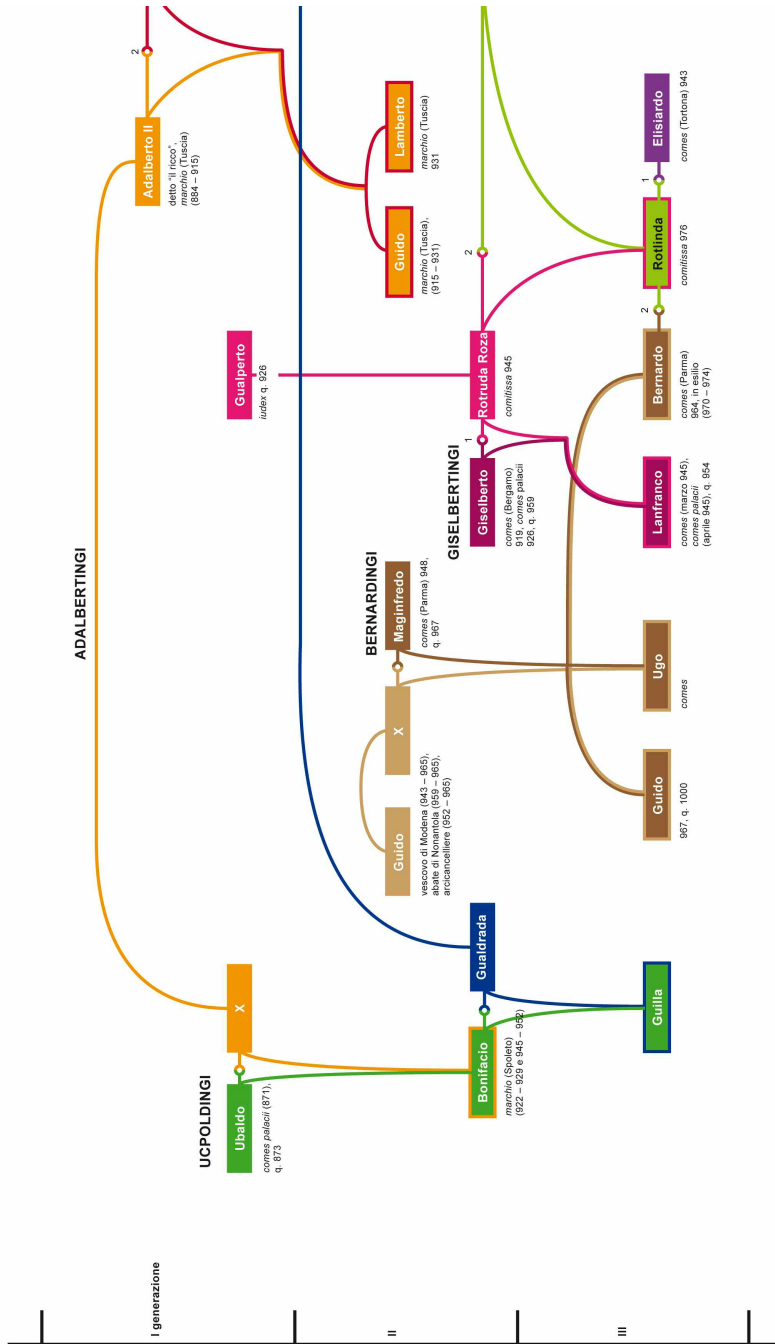 ADALBERTINGI
2
Adalberto II
detto "il ricco",
marchio (Tuscia)
(884 – 915)
I generazione
UCPOLDINGI
Ubaldo
comes palacii (871),
q. 873
X
Gualperto
iudex q. 926
BERNARDINGI
II
Guido
vescovo di Modena (943 – 965),
abate di Nonantola (959 – 965),
arcicancelliere (952 – 965)
X
Maginfredo
comes (Parma) 948,
q. 967
Guido
marchio (Tuscia),
(915 – 931)
Lamberto
marchio (Tuscia)
931
GISELBERTINGI
Bonifacio
marchio (Spoleto)
(922 – 929 e 945 – 952)
Gualdrada
Giselberto
comes (Bergamo)
919, comes palacii
926, q. 959
1
Rotruda Roza
comitissa 945
2
III
Guilla
Guido
967, q. 1000
Ugo
comes
Lanfranco
comes (marzo 945),
comes palacii
(aprile 945), q. 954
Bernardo
comes (Parma)
964, in esilio
(970 – 974)
2
Rotlinda
comitissa 976
1
Elisiardo
comes (Tortona) 943